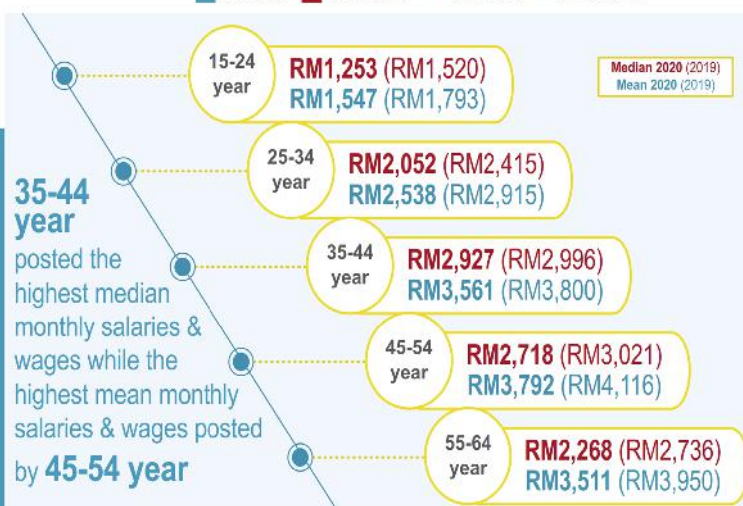 15-24
year
RM1,253 (RM1,520)
RM1,547 (RM1,793)
Median 2020 (2019)
Mean 2020 (2019)
25-34
year
RM2,052 (RM2,415)
RM2,538 (RM2,915)
35-44
year
RM2,927 (RM2,996)
RM3,561 (RM3,800)
45-54
year
RM2,718 (RM3,021)
RM3,792 (RM4,116)
55-64
year
RM2,268 (RM2,736)
RM3,511 (RM3,950)
35-44
year
posted the
highest median
monthly salaries &
wages while the
highest mean monthly
salaries & wages posted
by 45-54 year